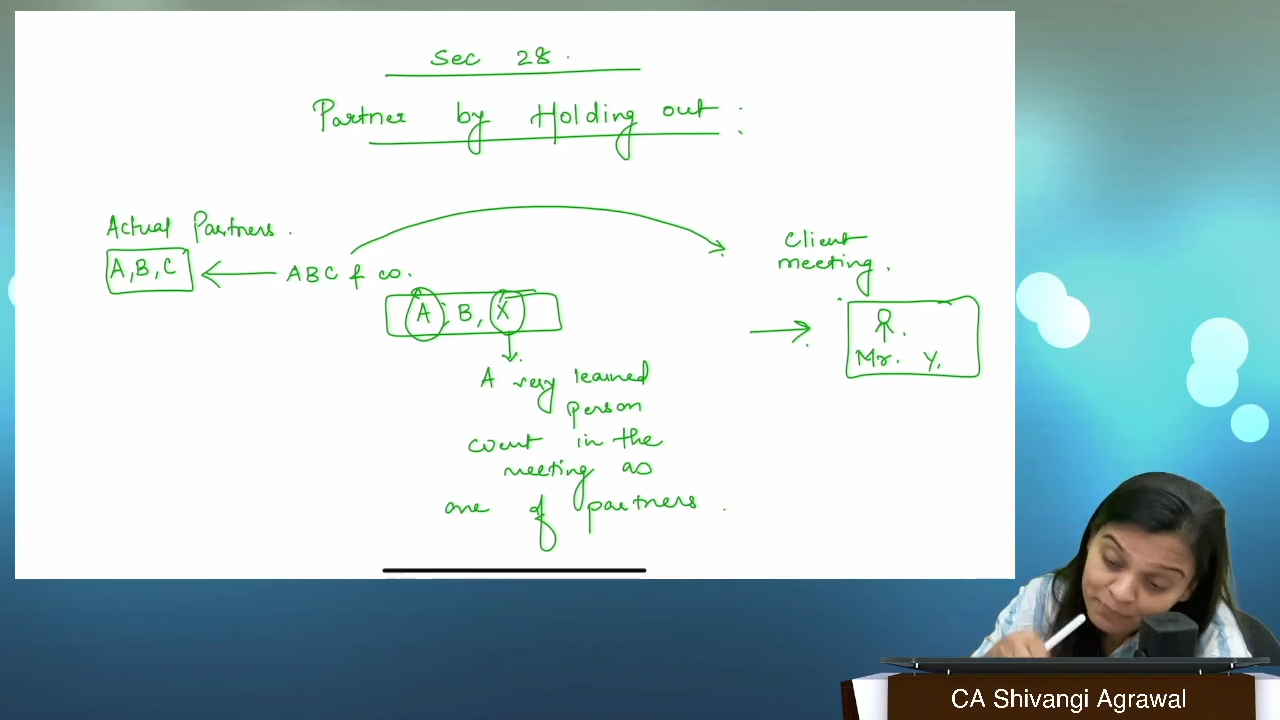 Sec 28.
Partner by Holding out :
Actual Partners.
A, B, C
ABC & co.
A, B, X
A very learned
person
went in the
meeting as
one of partners.
Client
meeting.
Mr. Y.
CA Shivangi Agrawal